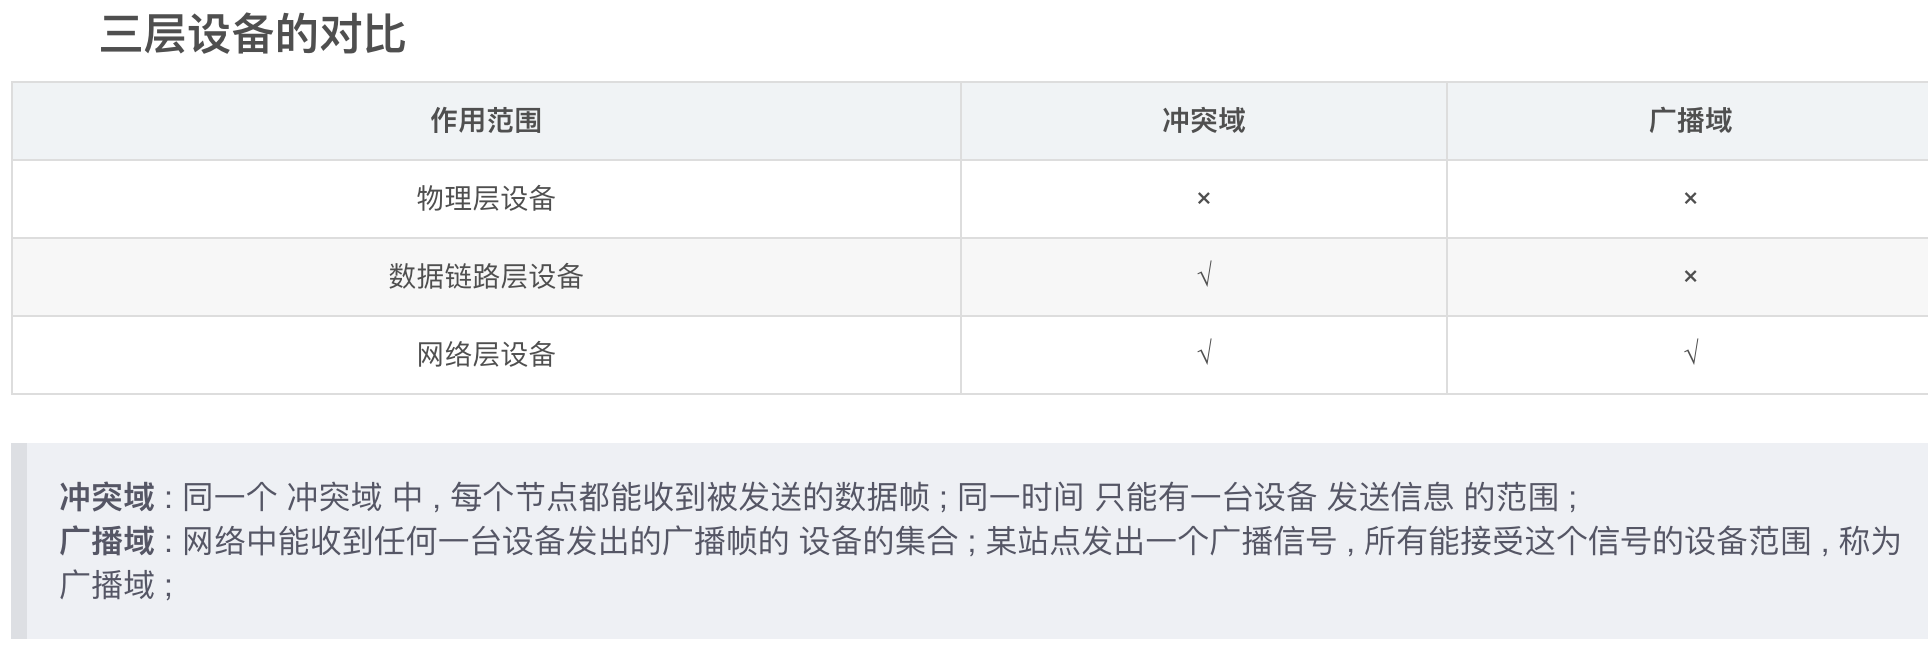 三层设备的对比
作用范围 冲突域 广播域
物理层设备 × ×
数据链路层设备 √ ×
网络层设备 √ √
冲突域 : 同一个 冲突域 中 , 每个节点都能收到被发送的数据帧 ; 同一时间 只能有一台设备 发送信息 的范围 ;
广播域 : 网络中能收到任何一台设备发出的广播帧的 设备的集合 ; 某站点发出一个广播信号 , 所有能接受这个信号的设备范围 , 称为
广播域 ;